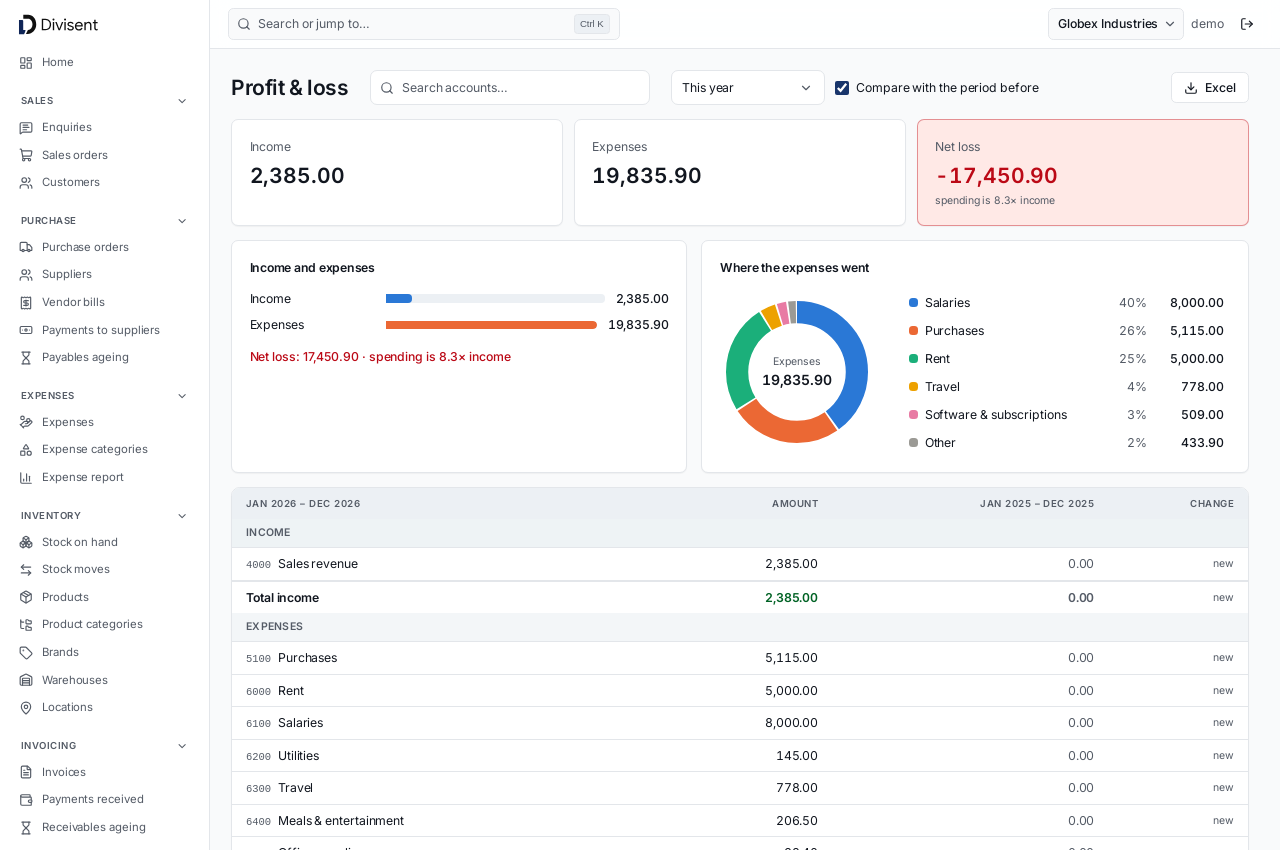 Divisent
Search or jump to...
Ctrl K
Globex Industries
demo
Home
SALES
Enquiries
Sales orders
Customers
PURCHASE
Purchase orders
Suppliers
Vendor bills
Payments to suppliers
Payables ageing
EXPENSES
Expenses
Expense categories
Expense report
INVENTORY
Stock on hand
Stock moves
Products
Product categories
Brands
Warehouses
Locations
INVOICING
Invoices
Payments received
Receivables ageing
Profit & loss
Search accounts...
This year
Compare with the period before
Excel
Income
2,385.00
Expenses
19,835.90
Net loss
-17,450.90
spending is 8.3× income
Income and expenses
Income 2,385.00
Expenses 19,835.90
Net loss: 17,450.90 · spending is 8.3× income
Where the expenses went
Expenses
19,835.90
Salaries 40% 8,000.00
Purchases 26% 5,115.00
Rent 25% 5,000.00
Travel 4% 778.00
Software & subscriptions 3% 509.00
Other 2% 433.90
JAN 2026 – DEC 2026 AMOUNT JAN 2025 – DEC 2025 CHANGE
INCOME
4000 Sales revenue 2,385.00 0.00 new
Total income 2,385.00 0.00 new
EXPENSES
5100 Purchases 5,115.00 0.00 new
6000 Rent 5,000.00 0.00 new
6100 Salaries 8,000.00 0.00 new
6200 Utilities 145.00 0.00 new
6300 Travel 778.00 0.00 new
6400 Meals & entertainment 206.50 0.00 new